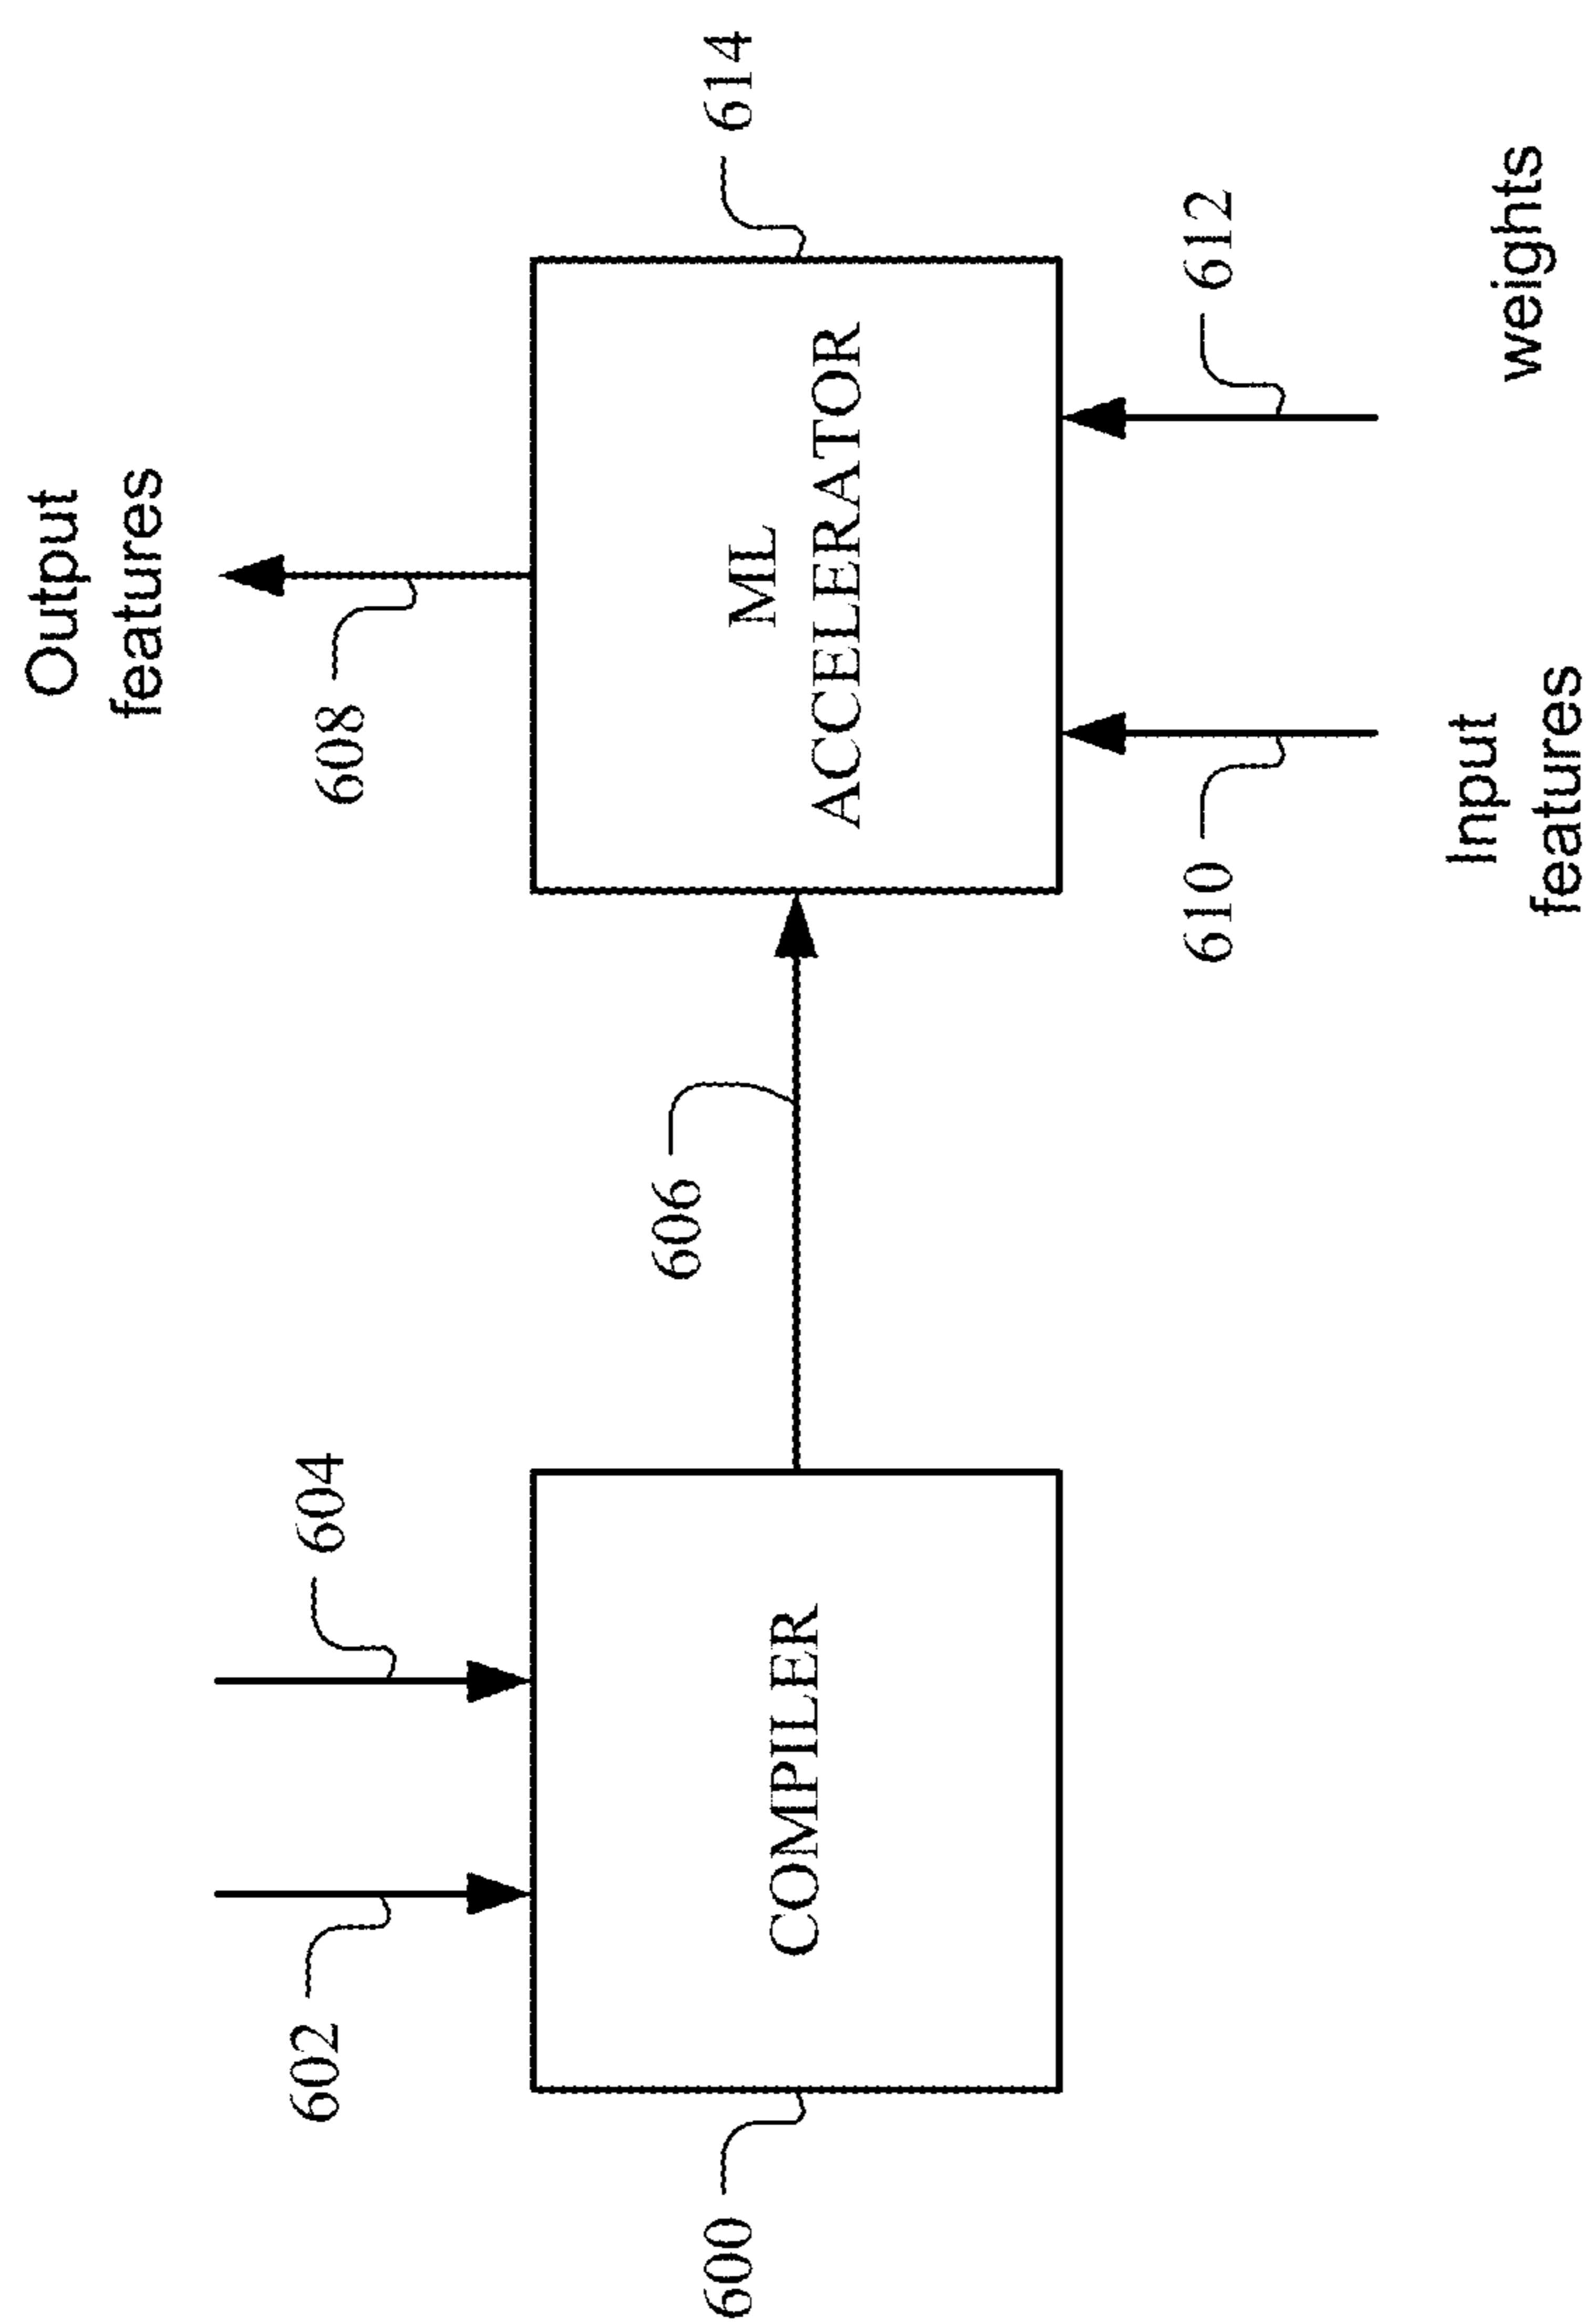 Output
features
602
604
608
606
600
614
COMPILER
ML
ACCELERATOR
610
612
Input
features
weights